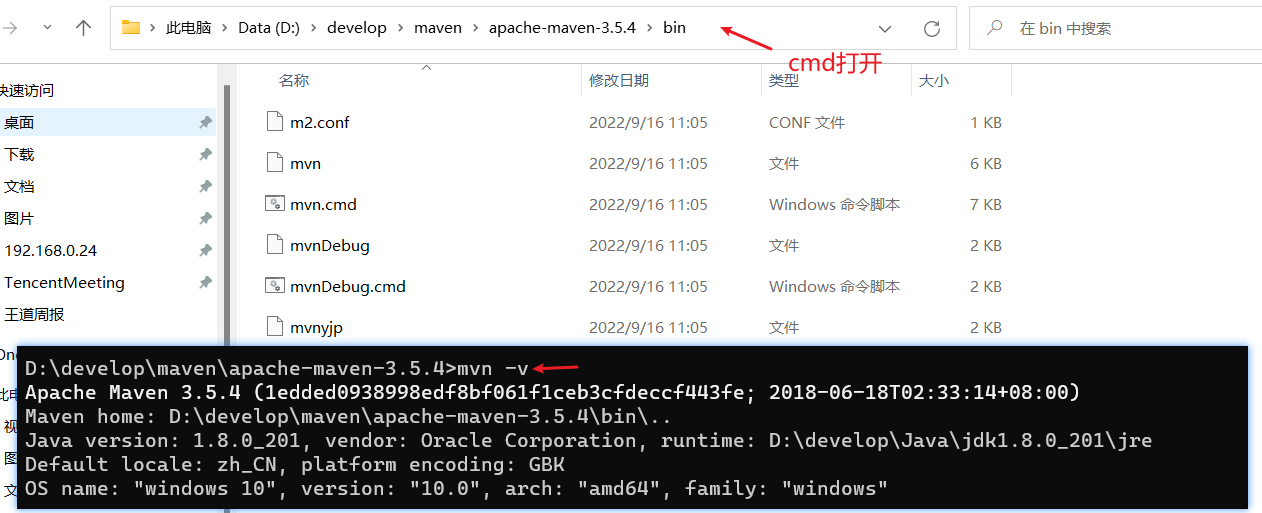 此电脑 > Data (D:) > develop > maven > apache-maven-3.5.4 > bin
在 bin 中搜索
cmd打开
快速访问
桌面
下载
文档
图片
192.168.0.24
TencentMeeting
王道周报
名称 修改日期 类型 大小
m2.conf 2022/9/16 11:05 CONF 文件 1 KB
mvn 2022/9/16 11:05 文件 6 KB
mvn.cmd 2022/9/16 11:05 Windows 命令脚本 7 KB
mvnDebug 2022/9/16 11:05 文件 2 KB
mvnDebug.cmd 2022/9/16 11:05 Windows 命令脚本 2 KB
mvnyjp 2022/9/16 11:05 文件 2 KB
D:\develop\maven\apache-maven-3.5.4>mvn -v
Apache Maven 3.5.4 (1edded0938998edf8bf061f1ceb3cfdeccf443fe; 2018-06-18T02:33:14+08:00)
Maven home: D:\develop\maven\apache-maven-3.5.4\bin\..
Java version: 1.8.0_201, vendor: Oracle Corporation, runtime: D:\develop\Java\jdk1.8.0_201\jre
Default locale: zh_CN, platform encoding: GBK
OS name: "windows 10", version: "10.0", arch: "amd64", family: "windows"